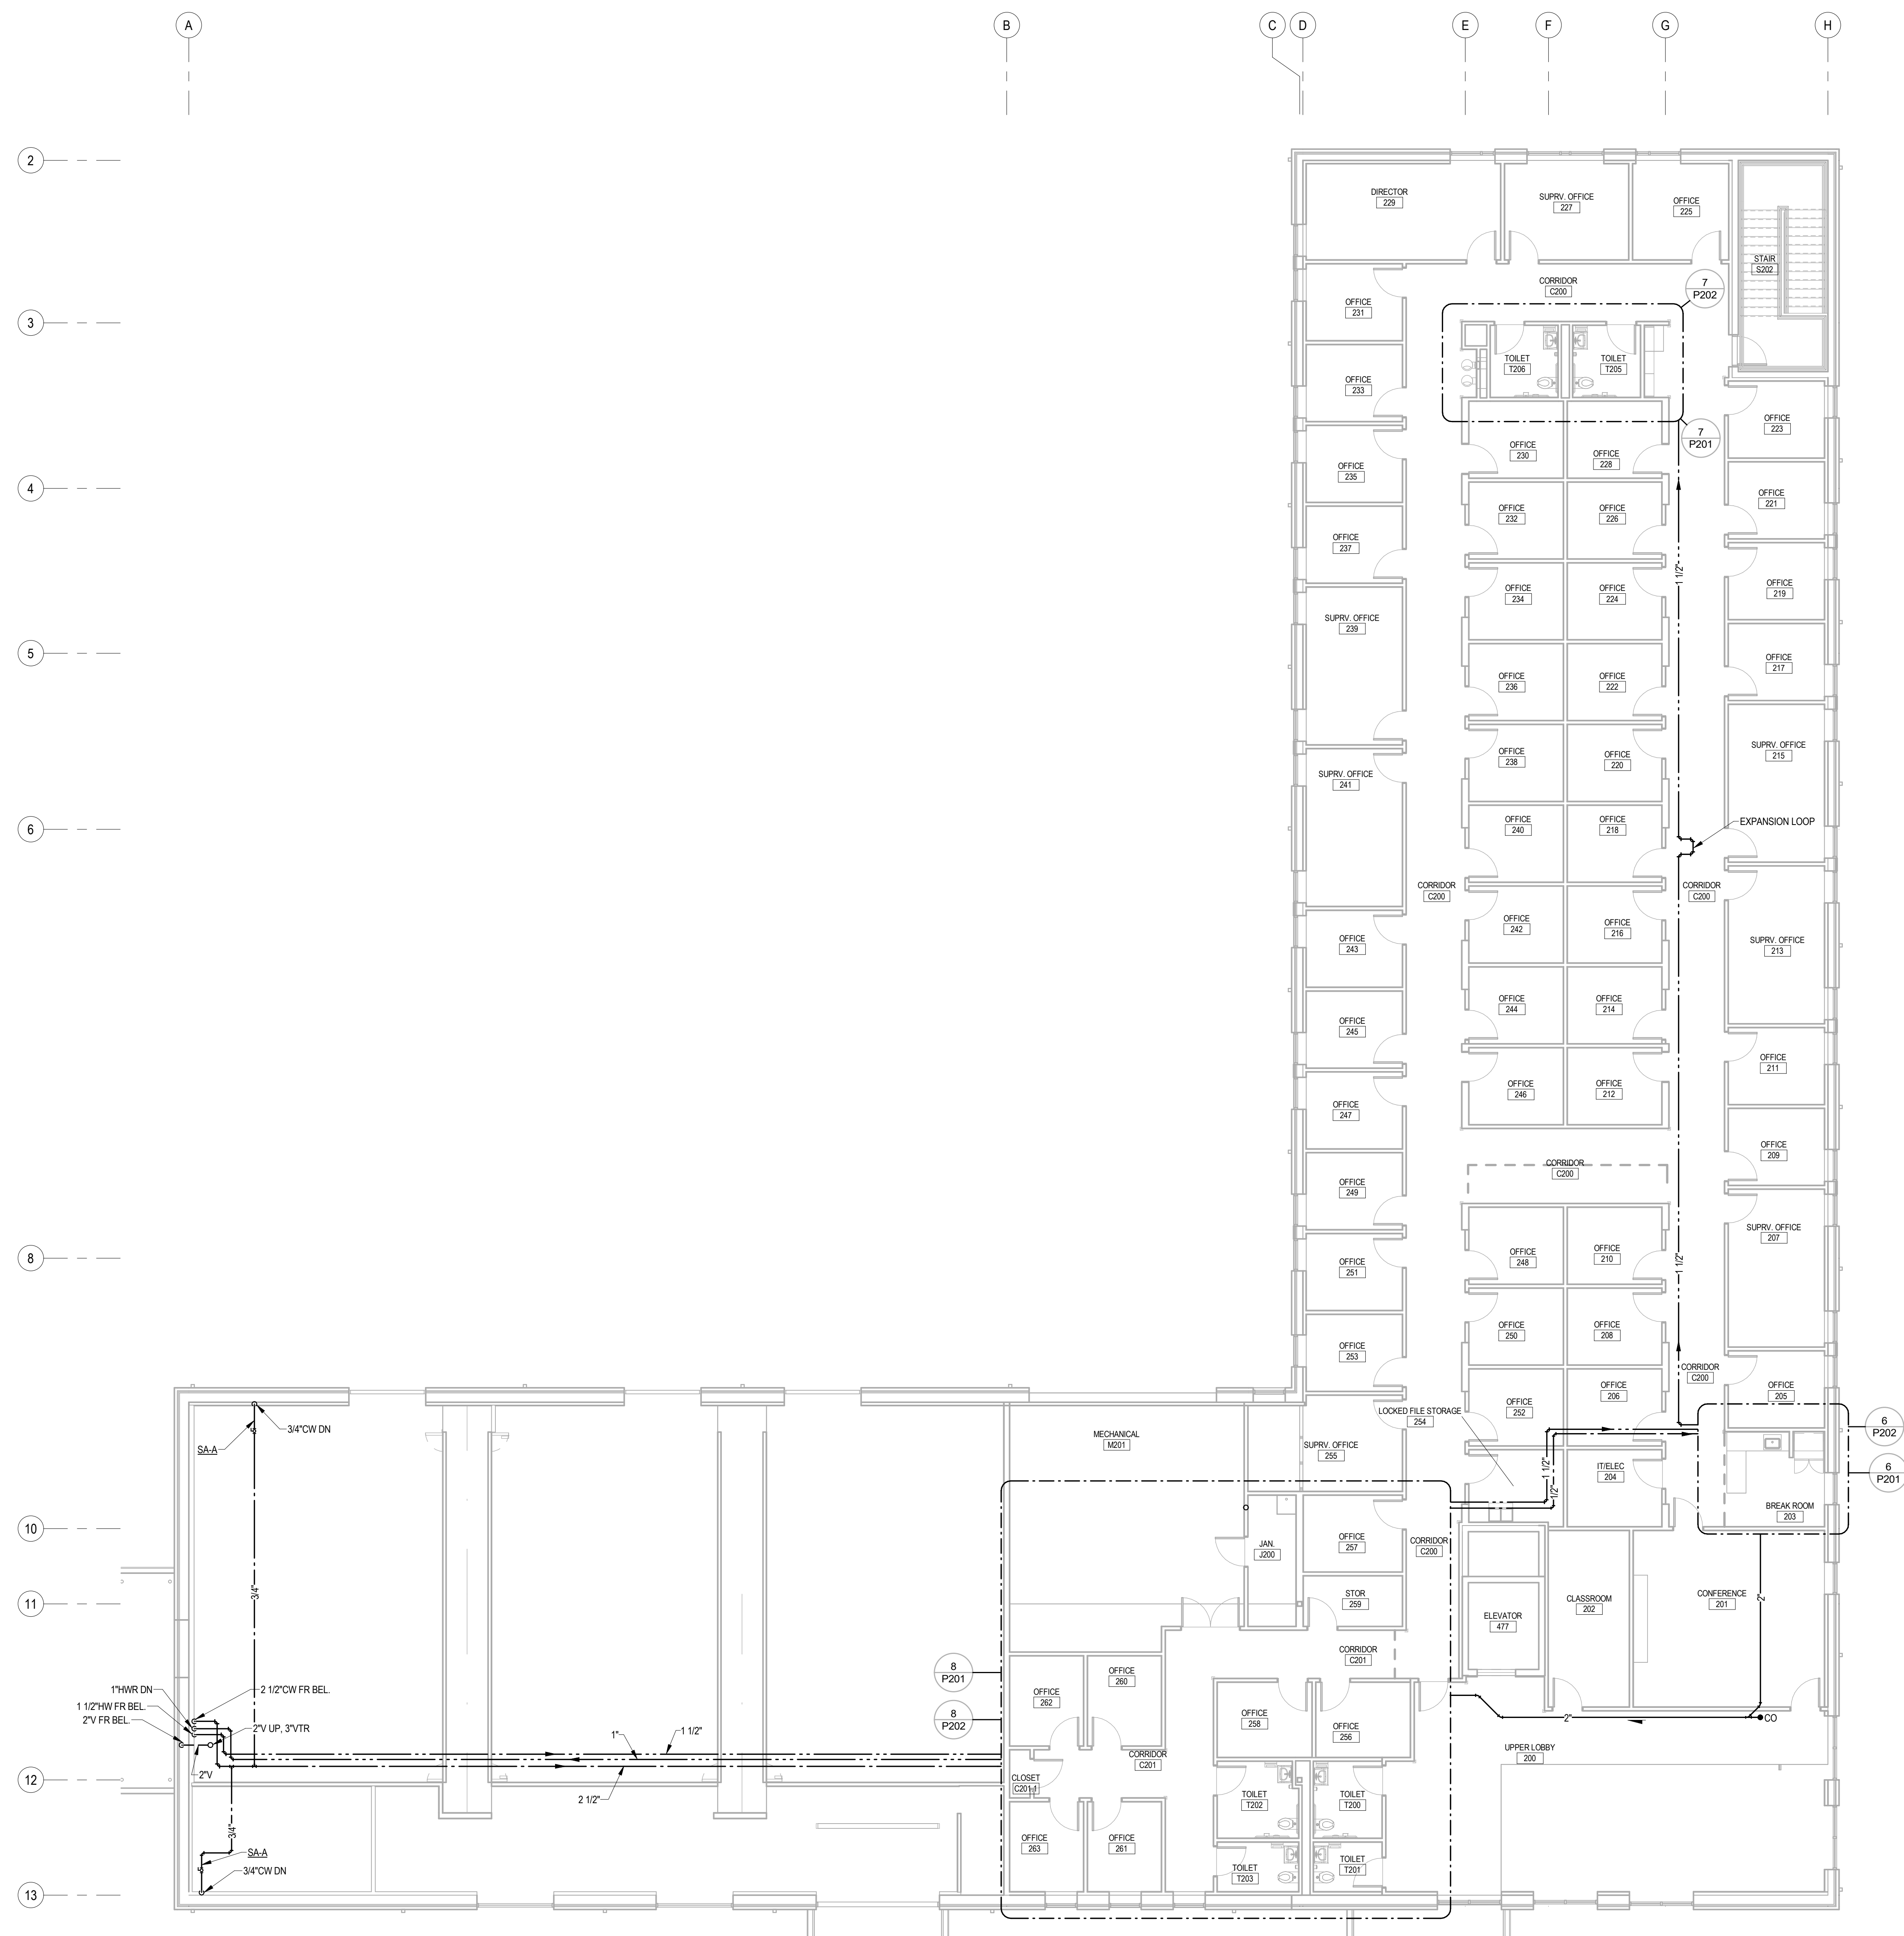 A
B
C
D
E
F
G
H
2
DIRECTOR
229
SUPRV. OFFICE
227
OFFICE
225
STAIR
S202
CORRIDOR
C200
7
P202
3
OFFICE
231
TOILET
T206
TOILET
T205
OFFICE
233
OFFICE
223
7
P201
OFFICE
230
OFFICE
228
OFFICE
235
4
OFFICE
221
OFFICE
232
OFFICE
226
OFFICE
237
1 1/2"
OFFICE
219
OFFICE
234
OFFICE
224
SUPRV. OFFICE
239
5
OFFICE
217
OFFICE
236
OFFICE
222
SUPRV. OFFICE
215
OFFICE
238
OFFICE
220
SUPRV. OFFICE
241
6
OFFICE
240
OFFICE
218
EXPANSION LOOP
CORRIDOR
C200
CORRIDOR
C200
OFFICE
242
OFFICE
216
OFFICE
243
SUPRV. OFFICE
213
OFFICE
244
OFFICE
214
OFFICE
245
OFFICE
211
OFFICE
246
OFFICE
212
OFFICE
247
OFFICE
209
CORRIDOR
C200
OFFICE
249
SUPRV. OFFICE
207
8
OFFICE
248
OFFICE
210
OFFICE
251
1 1/2"
OFFICE
250
OFFICE
208
OFFICE
253
CORRIDOR
C200
OFFICE
205
OFFICE
206
OFFICE
252
LOCKED FILE STORAGE
254
6
P202
3/4"CW DN
SA-A
MECHANICAL
M201
SUPRV. OFFICE
255
1 1/2"
1/2"
IT/ELEC
204
6
P201
BREAK ROOM
203
10
JAN.
J200
OFFICE
257
CORRIDOR
C200
3/4"
11
STOR
259
CLASSROOM
202
CONFERENCE
201
2"
ELEVATOR
477
CORRIDOR
C201
8
P201
OFFICE
262
OFFICE
260
1"HWR DN
2 1/2"CW FR BEL.
1 1/2"HW FR BEL.
2"V FR BEL.
2"V UP, 3"VTR
8
P202
OFFICE
258
OFFICE
256
2"
CO
1"
1 1/2"
UPPER LOBBY
200
CORRIDOR
C201
2"V
12
CLOSET
C201.1
2 1/2"
TOILET
T202
TOILET
T200
3/4"
OFFICE
263
OFFICE
261
SA-A
3/4"CW DN
TOILET
T203
TOILET
T201
13